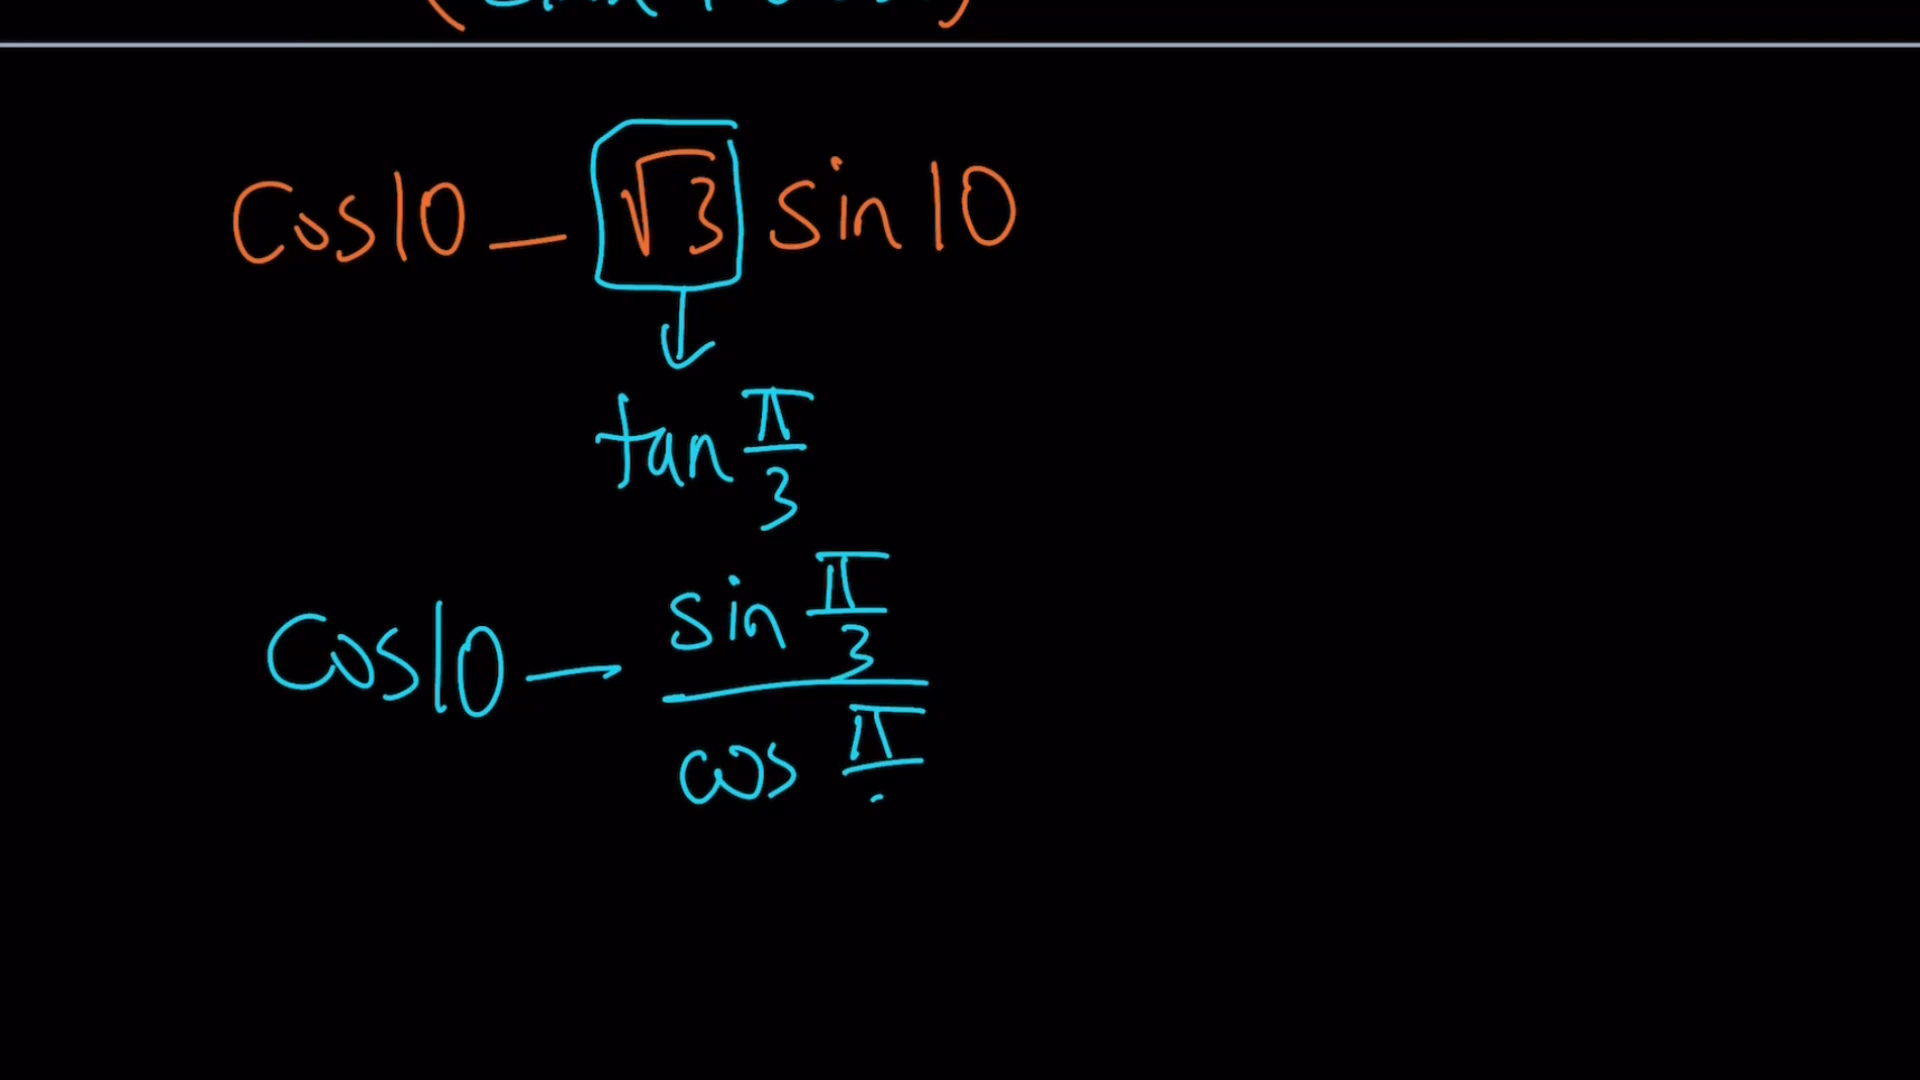 cos10 - √3 sin10
tan π/3
cos10 - sin π/3 / cos π/